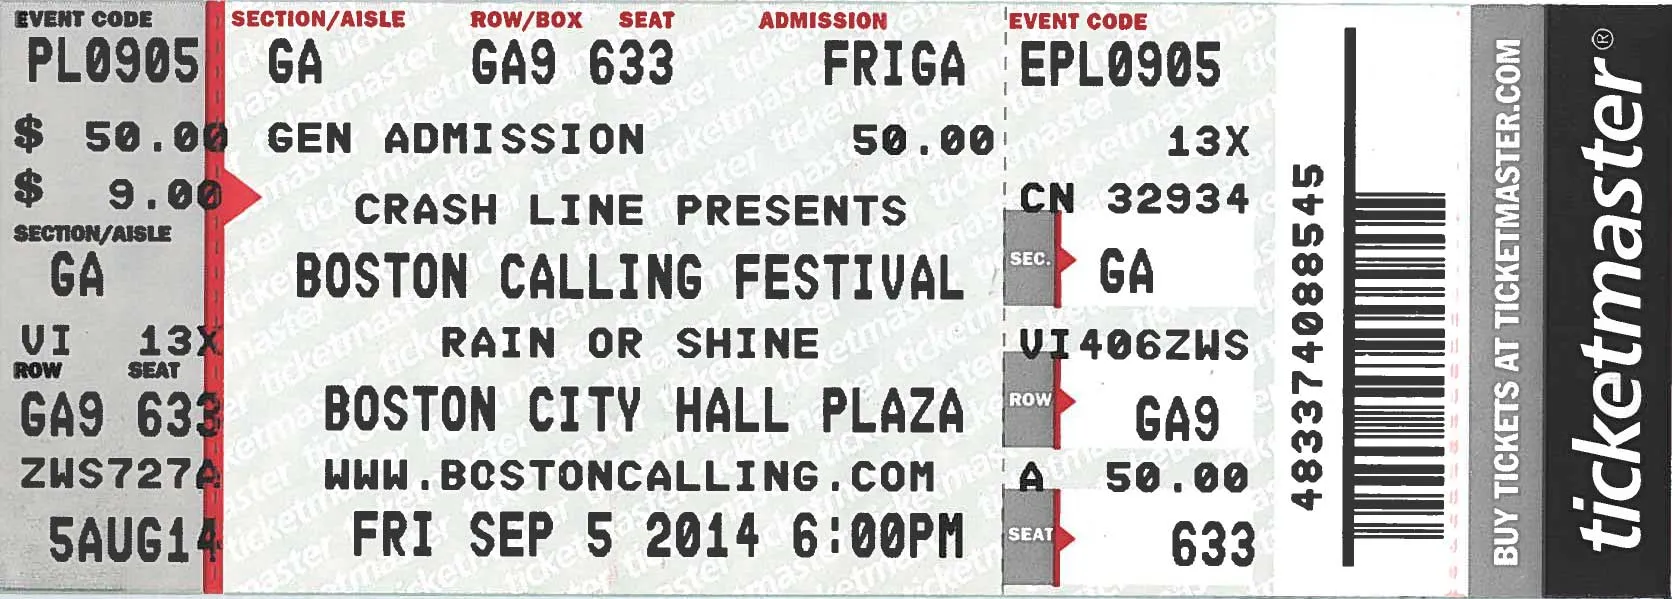 EVENT CODE
PL0905
$ 50.00
$ 9.00
SECTION/AISLE
GA
VI 13X
ROW SEAT
GA9 633
ZWS727A
5AUG14
SECTION/AISLE ROW/BOX SEAT ADMISSION
GA GA9 633 FRIGA
GEN ADMISSION 50.00
CRASH LINE PRESENTS
BOSTON CALLING FESTIVAL
RAIN OR SHINE
BOSTON CITY HALL PLAZA
WWW.BOSTONCALLING.COM
FRI SEP 5 2014 6:00PM
EVENT CODE
EPL0905
13X
CN 32934
SEC. GA
VI406ZWS
ROW GA9
A 50.00
SEAT 633
483374088545
BUY TICKETS AT TICKETMASTER.COM
ticketmaster®